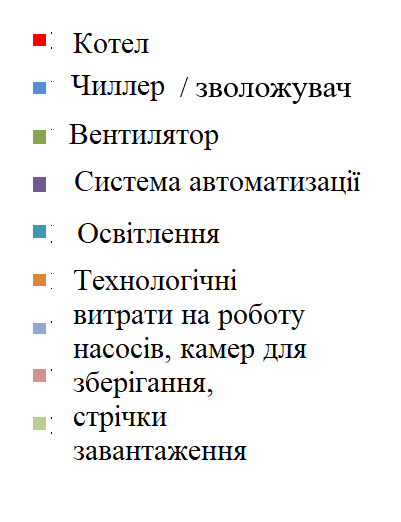 Котел
Чиллер / зволожувач
Вентилятор
Система автоматизації
Освітлення
Технологічні
витрати на роботу
насосів, камер для
зберігання,
стрічки
завантаження